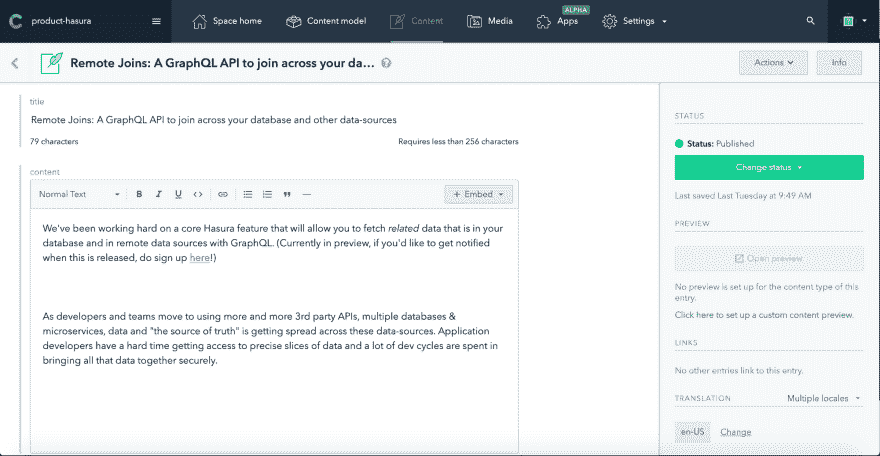 product-hasura
Space home
Content model
Content
Media
Apps
ALPHA
Settings
Remote Joins: A GraphQL API to join across your da...
Actions
Info
title
Remote Joins: A GraphQL API to join across your database and other data-sources
79 characters
Requires less than 256 characters
content
Normal Text
B
I
U
Embed
We've been working hard on a core Hasura feature that will allow you to fetch related data that is in your
database and in remote data sources with GraphQL. (Currently in preview, if you'd like to get notified
when this is released, do sign up here!)
As developers and teams move to using more and more 3rd party APIs, multiple databases &
microservices, data and "the source of truth" is getting spread across these data-sources. Application
developers have a hard time getting access to precise slices of data and a lot of dev cycles are spent in
bringing all that data together securely.
STATUS
Status: Published
Change status
Last saved Last Tuesday at 9:49 AM
PREVIEW
Open preview
No preview is set up for the content type of this
entry.
Click here to set up a custom content preview.
LINKS
No other entries link to this entry.
TRANSLATION
Multiple locales
en-US
Change